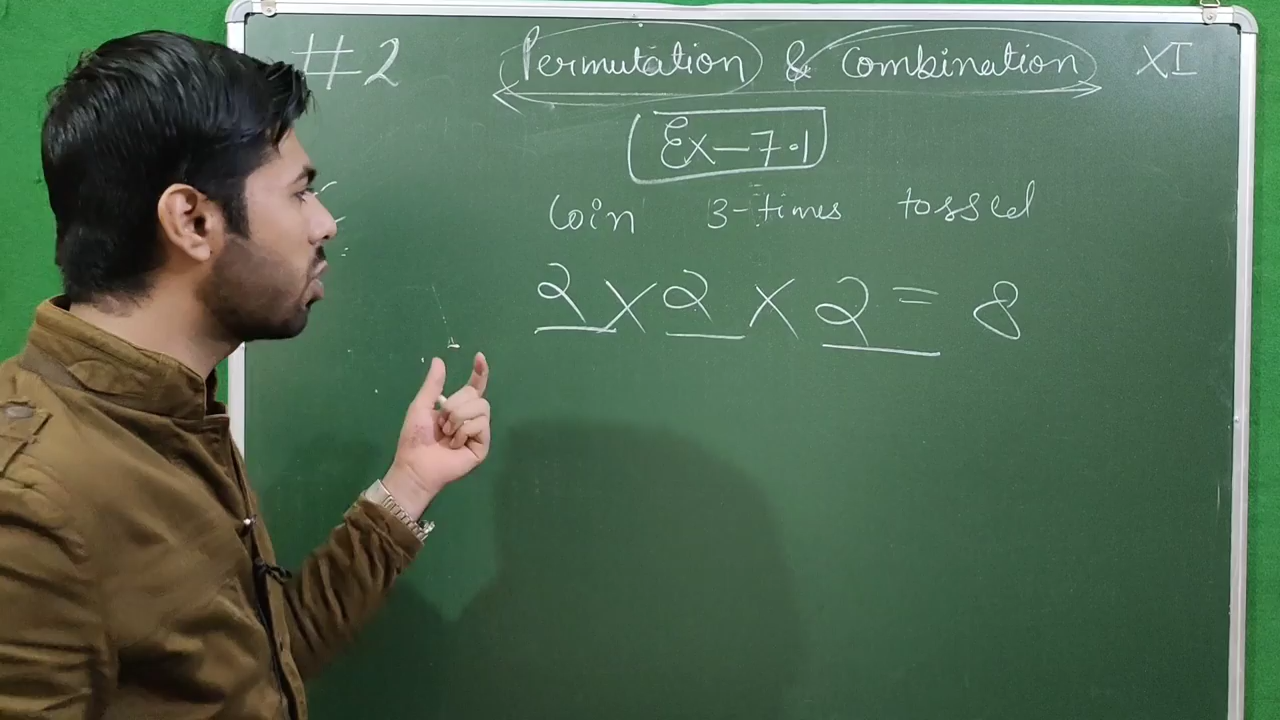 #2 Permutation & Combination XI
Ex-7.1
Coin 3-times tossed
2 × 2 × 2 = 8